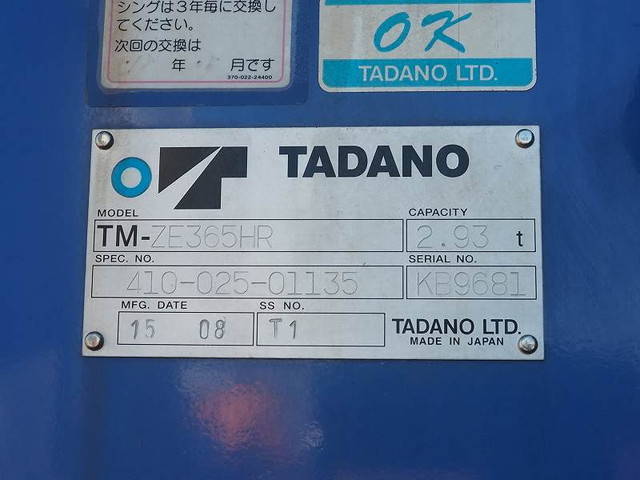 シングは3年毎に交換し
てください。
次回の交換は
年 月です
370-022-24400
OK
TADANO LTD.
TADANO
MODEL CAPACITY
TM-ZE365HR 2.93 t
SPEC. NO. SERIAL NO.
410-025-01135 KB9681
MFG. DATE SS NO.
15 08 T1 TADANO LTD.
MADE IN JAPAN